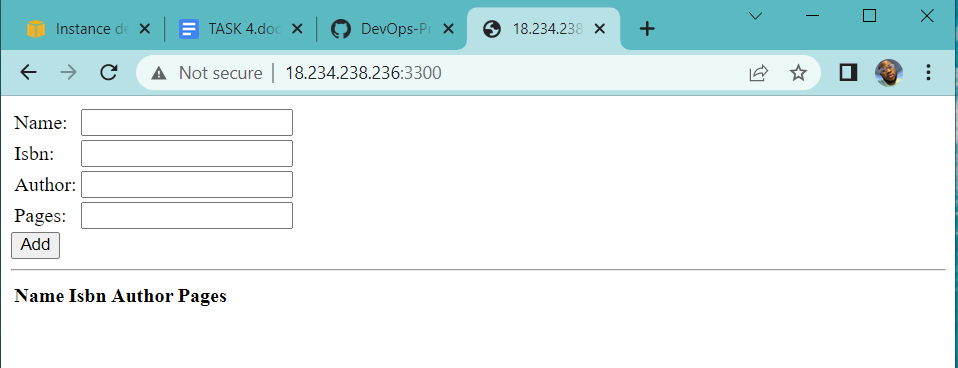 Instance de
TASK 4.doc
DevOps-Pr
18.234.238
Not secure
18.234.238.236:3300
Name:
Isbn:
Author:
Pages:
Add
Name Isbn Author Pages